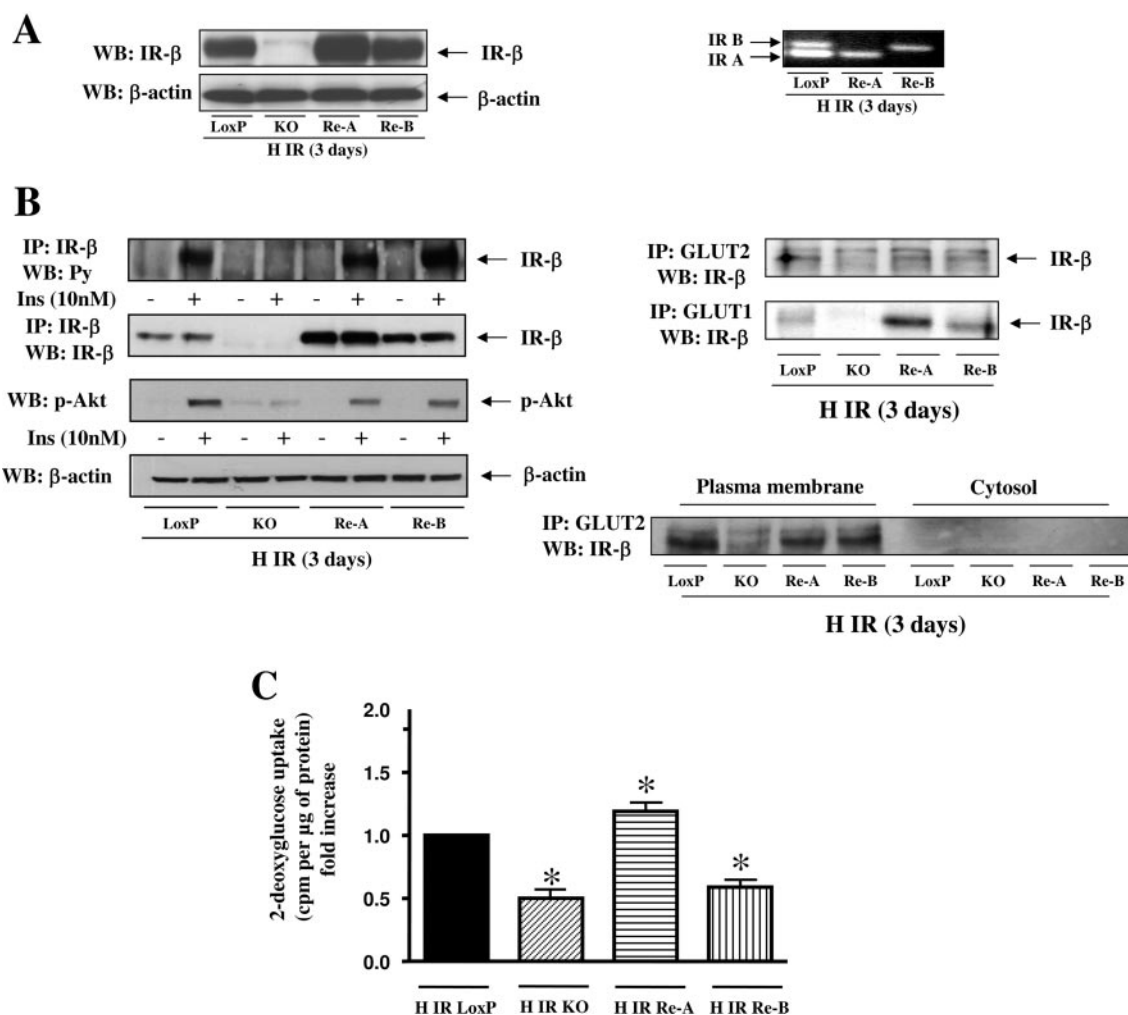 A
WB: IR-β
IR-β
WB: β-actin
β-actin
LoxP KO Re-A Re-B
H IR (3 days)
IR B
IR A
LoxP Re-A Re-B
H IR (3 days)
B
IP: IR-β
WB: Py
IR-β
Ins (10nM) - + - + - + - +
IP: IR-β
WB: IR-β
IR-β
WB: p-Akt
p-Akt
Ins (10nM) - + - + - + - +
WB: β-actin
β-actin
LoxP KO Re-A Re-B
H IR (3 days)
IP: GLUT2
WB: IR-β
IR-β
IP: GLUT1
WB: IR-β
IR-β
LoxP KO Re-A Re-B
H IR (3 days)
Plasma membrane Cytosol
IP: GLUT2
WB: IR-β
LoxP KO Re-A Re-B LoxP KO Re-A Re-B
H IR (3 days)
C
2-deoxyglucose uptake
(cpm per µg of protein)
fold increase
2.0
1.5
1.0
0.5
0.0
* * *
H IR LoxP H IR KO H IR Re-A H IR Re-B